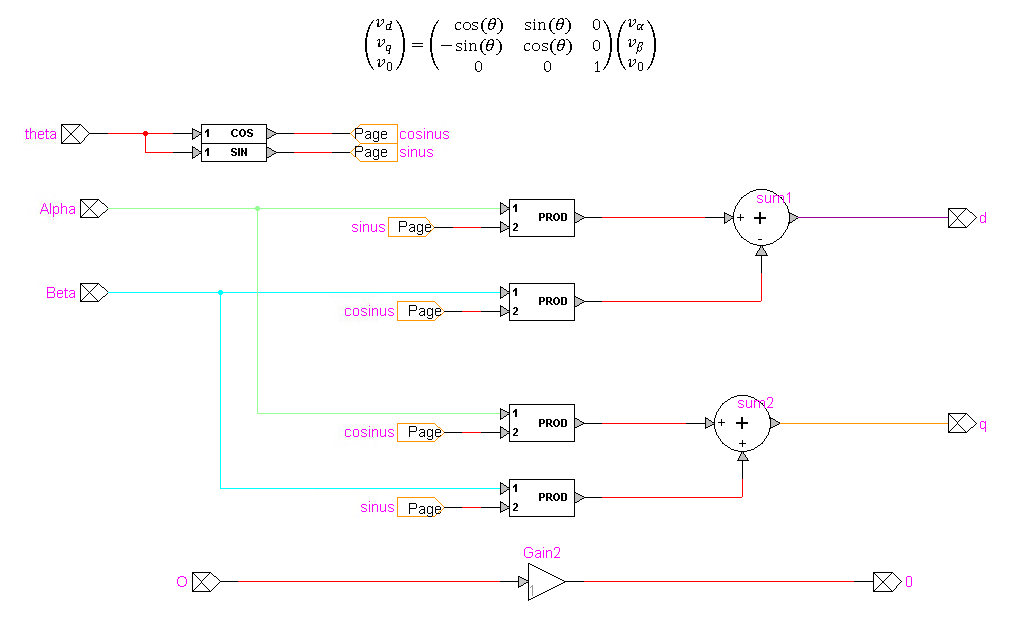 (v_d v_q v_0) = (cos(θ) sin(θ) 0 −sin(θ) cos(θ) 0 0 0 1) (v_α v_β v_0)
theta 1 COS Page cosinus
1 SIN Page sinus
Alpha 1 PROD + + - sum1 d
sinus Page 2
Beta 1 PROD
cosinus Page 2
1 PROD + + + sum2 q
cosinus Page 2
1 PROD
sinus Page 2
Gain2
O 1 0